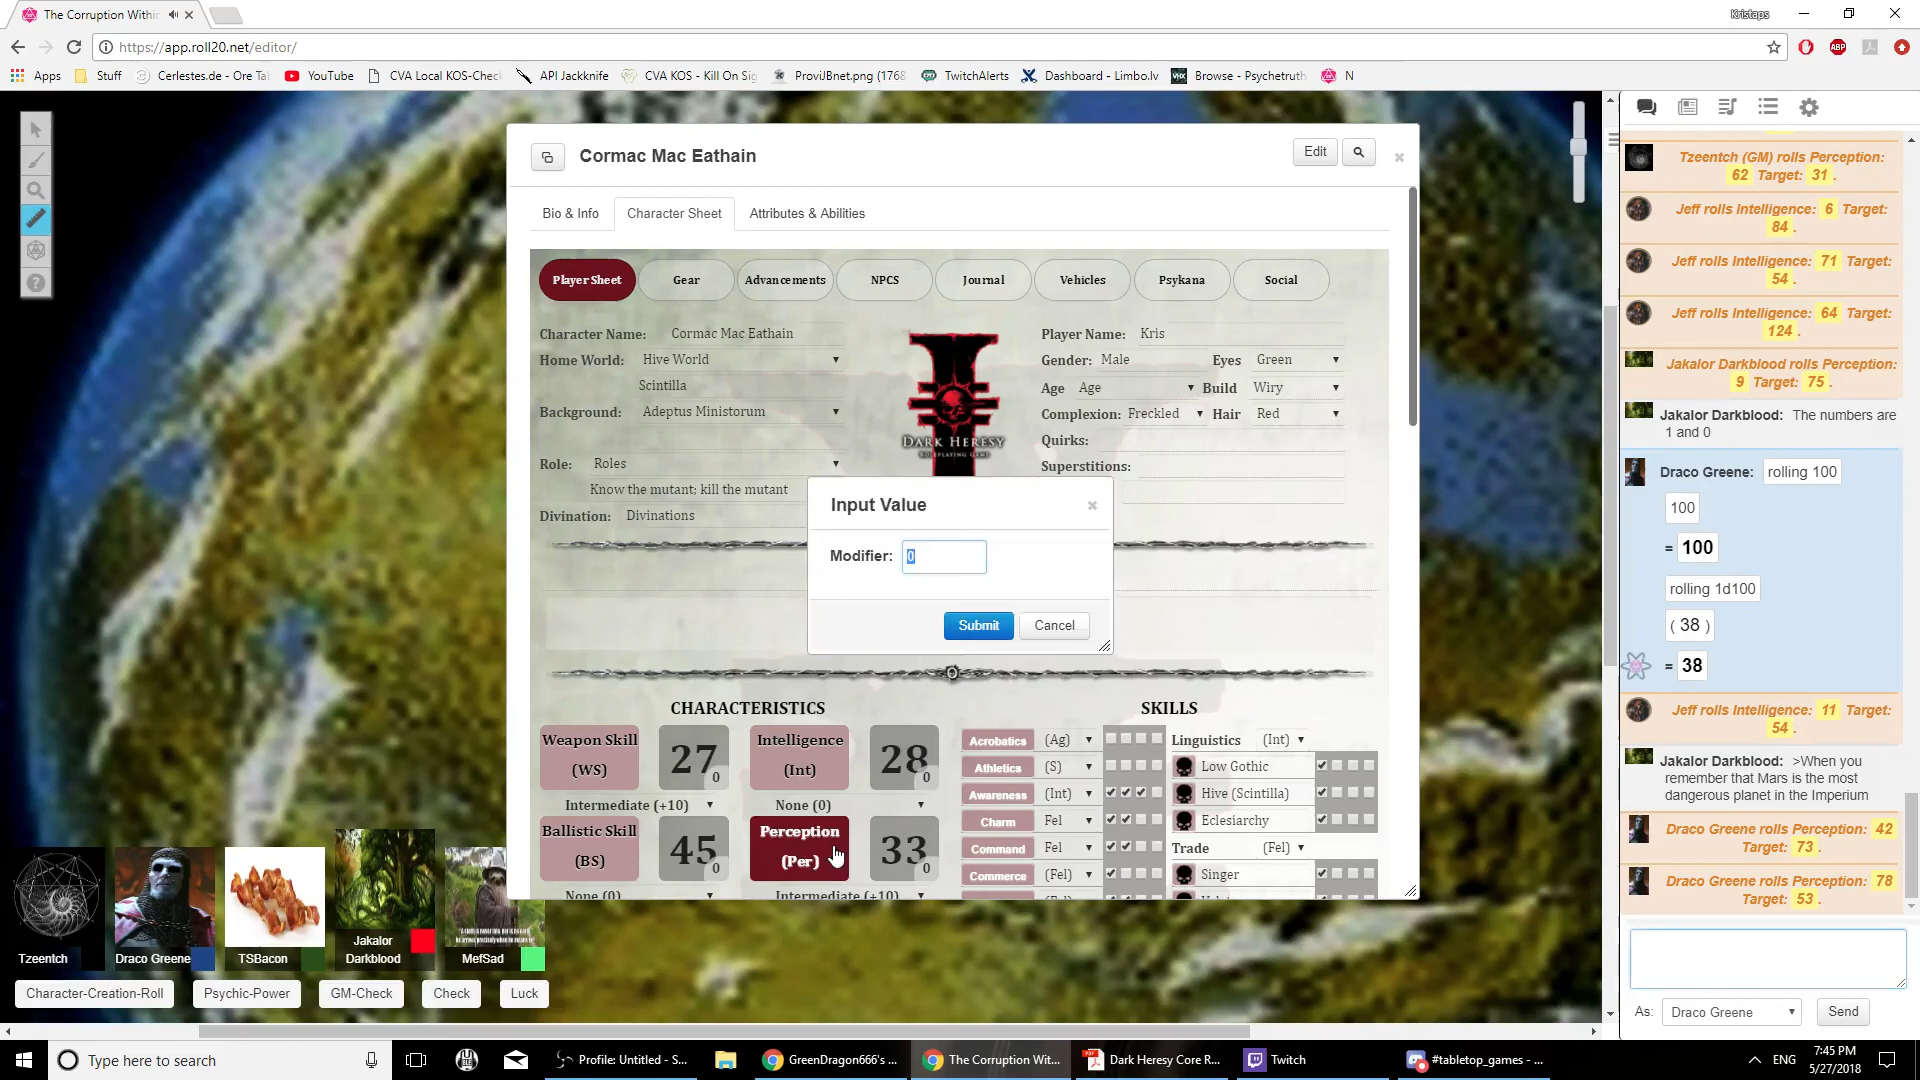 The Corruption Within
Kristaps
https://app.roll20.net/editor/
Apps Stuff Cerlestes.de - Ore Ta YouTube CVA Local KOS-Chec API Jackknife CVA KOS - Kill On Sig ProviJBnet.png (1768 TwitchAlerts Dashboard - Limbo.lv Browse - Psychetruth N
Cormac Mac Eathain
Edit
Bio & Info Character Sheet Attributes & Abilities
Player Sheet Gear Advancements NPCS Journal Vehicles Psykana Social
Character Name: Cormac Mac Eathain
Home World: Hive World
Scintilla
Background: Adeptus Ministorum
Role: Roles
Know the mutant; kill the mutant
Divination: Divinations
DARK HERESY
ROLEPLAYING GAME
Player Name: Kris
Gender: Male Eyes Green
Age Age Build Wiry
Complexion: Freckled Hair Red
Quirks:
Superstitions:
Input Value
Modifier: 0
Submit Cancel
CHARACTERISTICS
Weapon Skill (WS) 27 0
Intelligence (Int) 28 0
Intermediate (+10) None (0)
Ballistic Skill (BS) 45 0
Perception (Per) 33 0
None (0) Intermediate (+10)
SKILLS
Acrobatics (Ag)
Athletics (S)
Awareness (Int)
Charm Fel
Command Fel
Commerce (Fel)
Linguistics (Int)
Low Gothic
Hive (Scintilla)
Eclesiarchy
Trade (Fel)
Singer
Tzeentch (GM) rolls Perception:
62 Target: 31 .
Jeff rolls Intelligence: 6 Target:
84 .
Jeff rolls Intelligence: 71 Target:
54 .
Jeff rolls Intelligence: 64 Target:
124 .
Jakalor Darkblood rolls Perception:
9 Target: 75 .
Jakalor Darkblood: The numbers are
1 and 0
Draco Greene: rolling 100
100
= 100
rolling 1d100
( 38 )
= 38
Jeff rolls Intelligence: 11 Target:
54 .
Jakalor Darkblood: >When you
remember that Mars is the most
dangerous planet in the Imperium
Draco Greene rolls Perception: 42
Target: 73 .
Draco Greene rolls Perception: 78
Target: 53 .
As: Draco Greene Send
Tzeentch Draco Greene TSBacon Jakalor Darkblood MefSad
Character-Creation-Roll Psychic-Power GM-Check Check Luck
Type here to search
Profile: Untitled - S...
GreenDragon666's ...
The Corruption Wit...
Dark Heresy Core R...
Twitch
#tabletop_games - ...
ENG
7:45 PM
5/27/2018